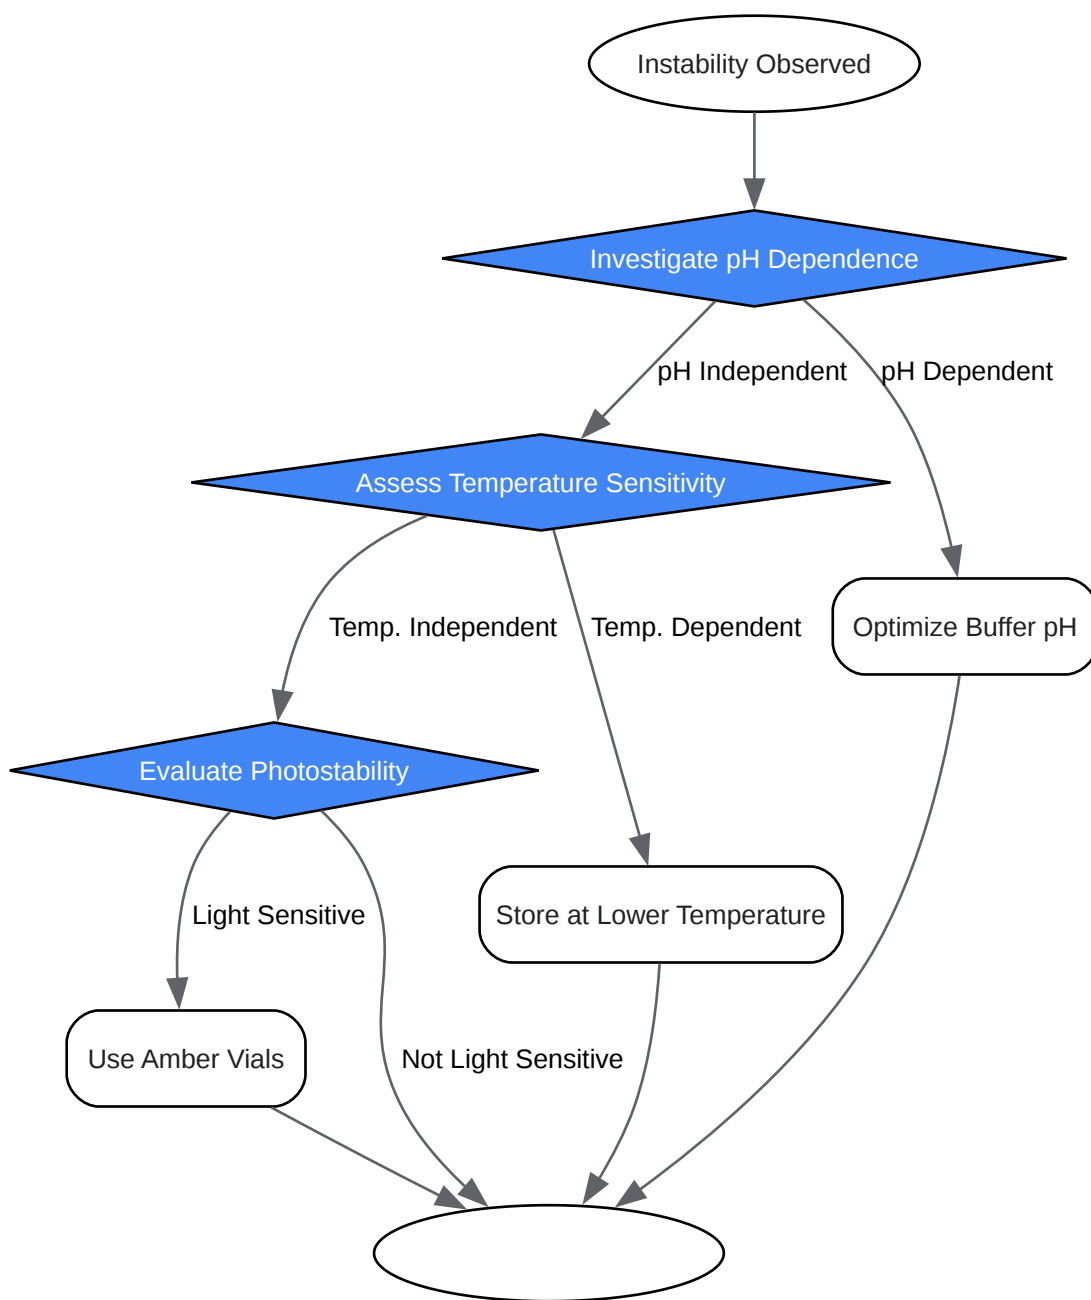 Instability Observed
Investigate pH Dependence
pH Independent
pH Dependent
Assess Temperature Sensitivity
Temp. Independent
Temp. Dependent
Optimize Buffer pH
Evaluate Photostability
Light Sensitive
Store at Lower Temperature
Use Amber Vials
Not Light Sensitive